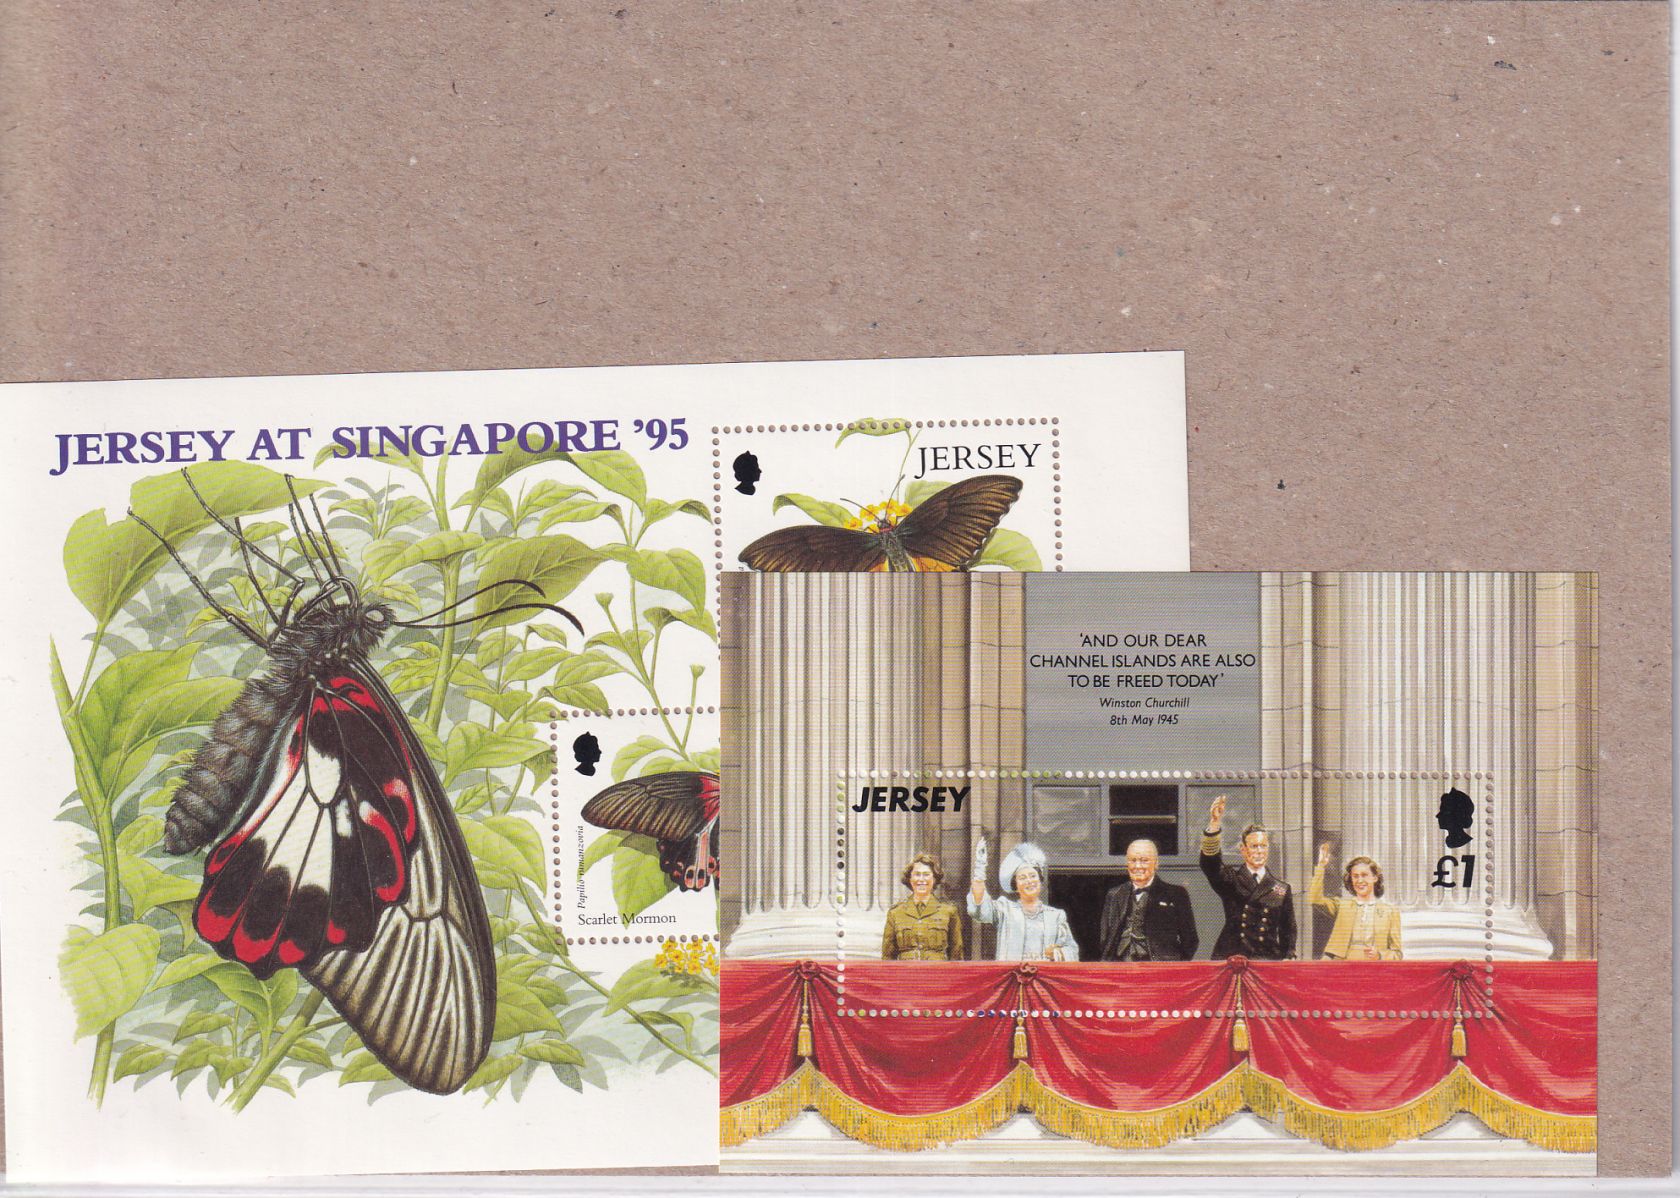 JERSEY AT SINGAPORE ’95
JERSEY
Papilio rumanzovia
Scarlet Mormon
‘AND OUR DEAR
CHANNEL ISLANDS ARE ALSO
TO BE FREED TODAY’
Winston Churchill
8th May 1945
JERSEY
£1